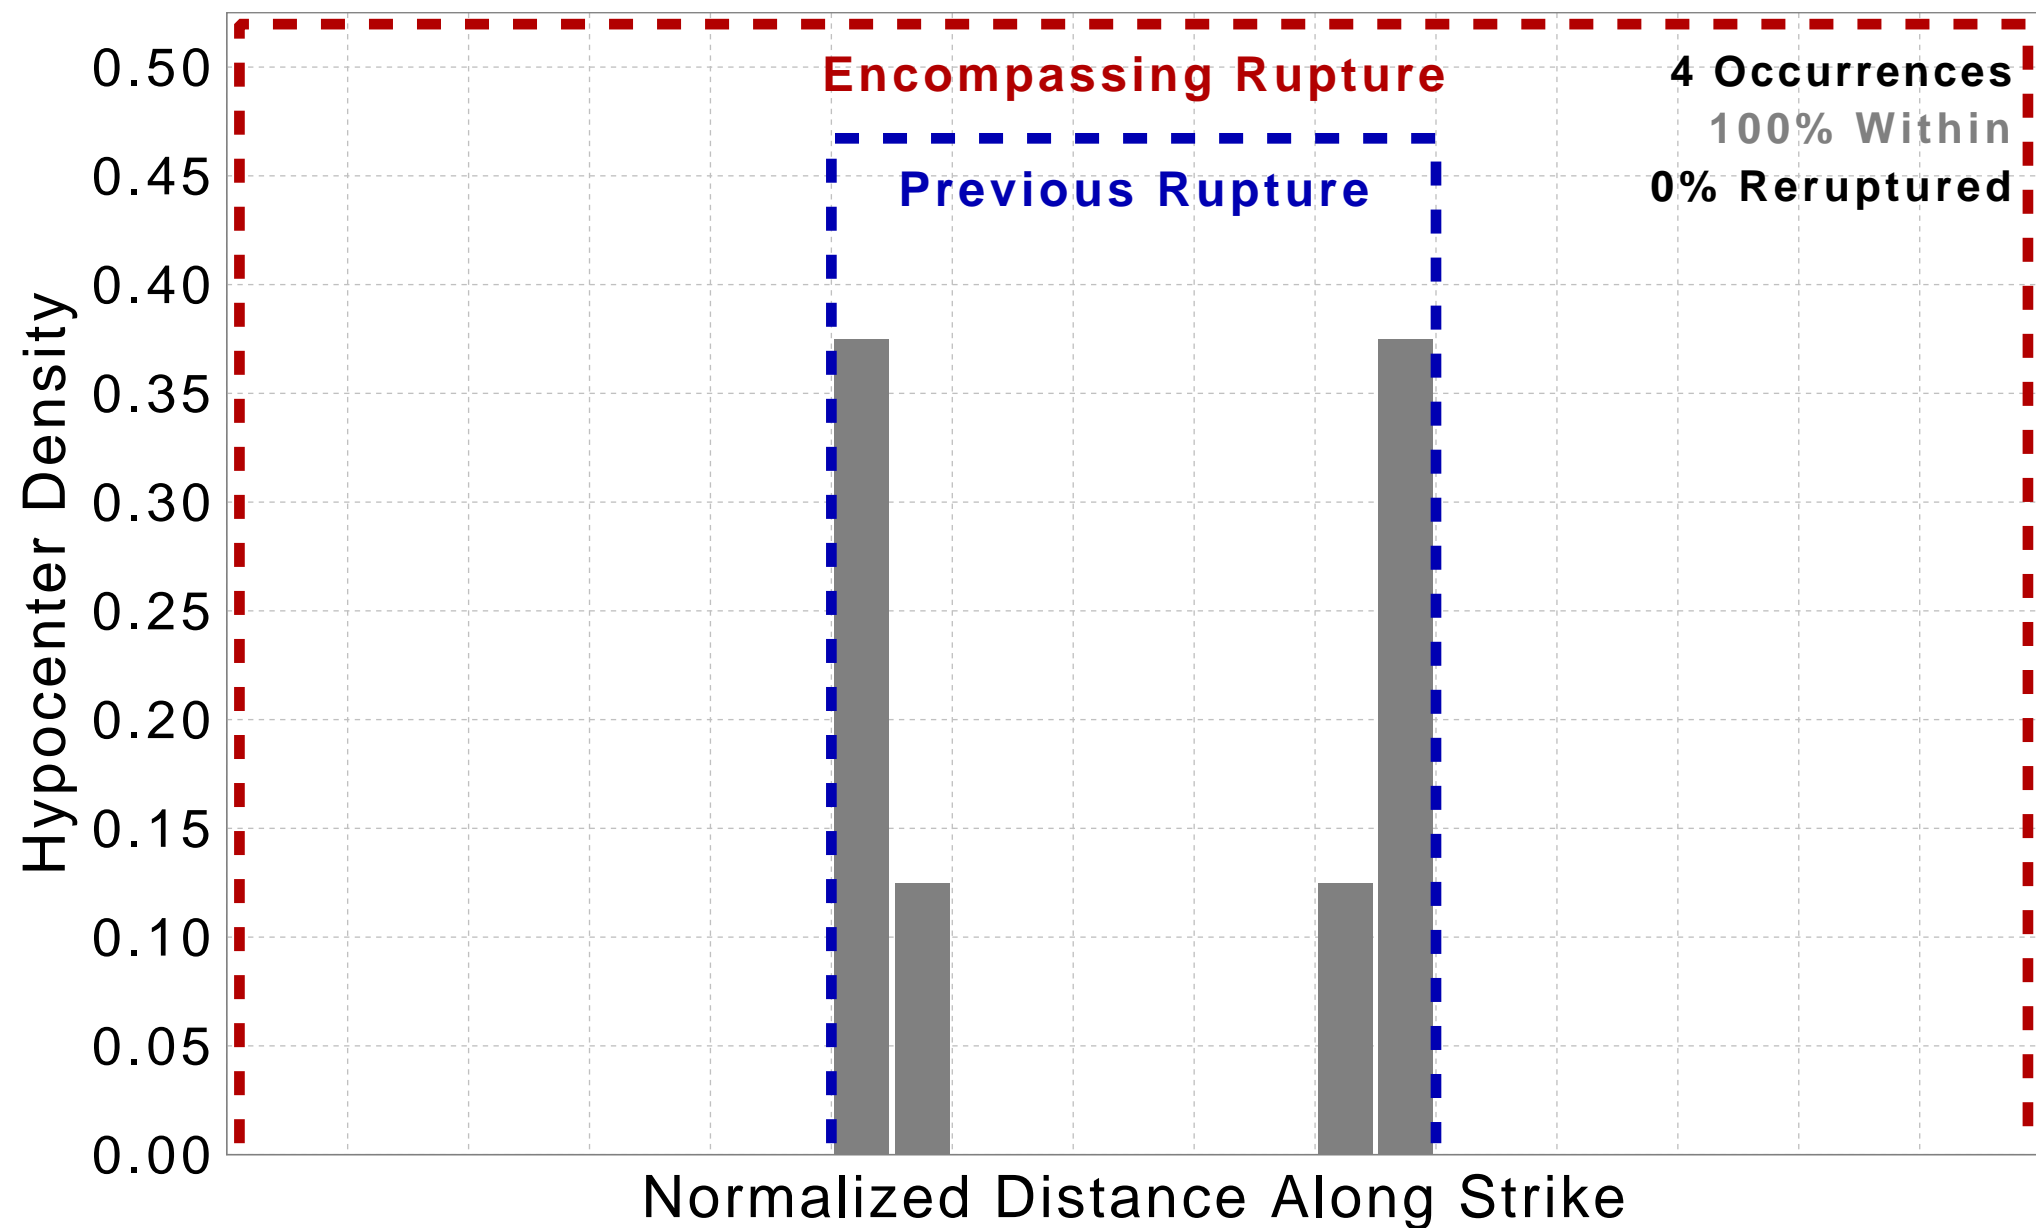 Encompassing Rupture
4 Occurrences
100% Within
Previous Rupture
0% Reruptured
Hypocenter Density
0.50
0.45
0.40
0.35
0.30
0.25
0.20
0.15
0.10
0.05
0.00
Normalized Distance Along Strike